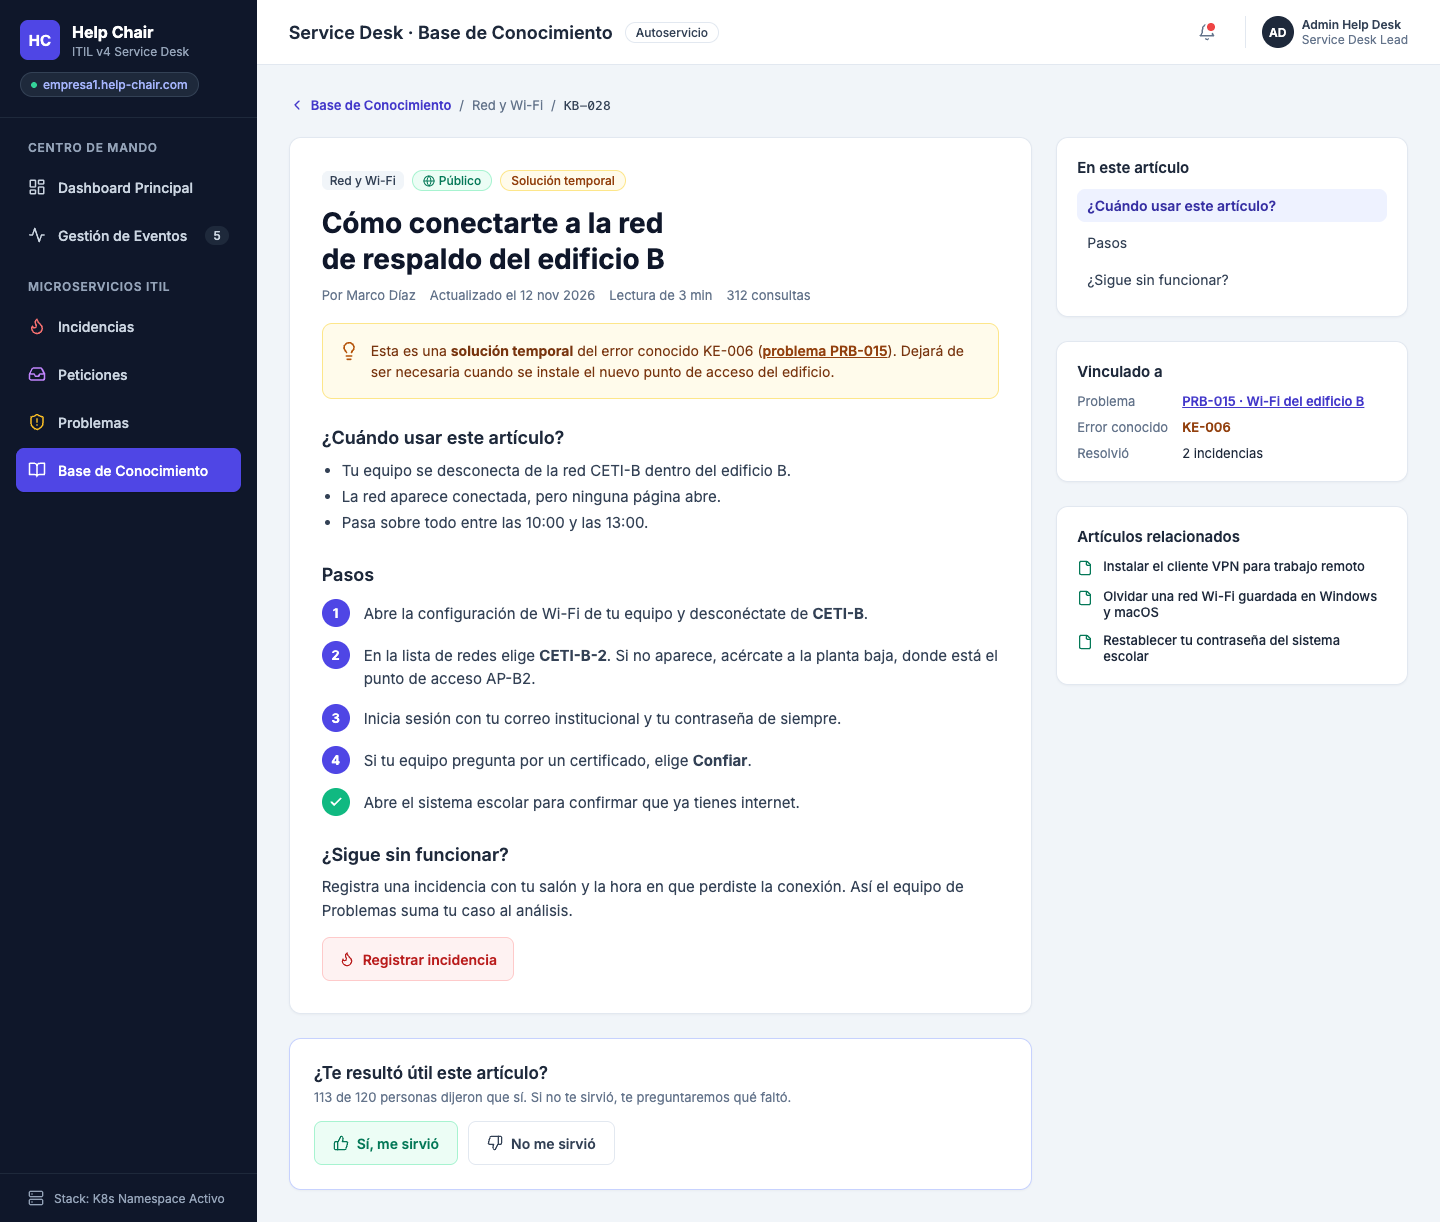 HC
Help Chair
ITIL v4 Service Desk
empresa1.help-chair.com
CENTRO DE MANDO
Dashboard Principal
Gestión de Eventos 5
MICROSERVICIOS ITIL
Incidencias
Peticiones
Problemas
Base de Conocimiento
Stack: K8s Namespace Activo
Service Desk · Base de Conocimiento Autoservicio
AD
Admin Help Desk
Service Desk Lead
Base de Conocimiento / Red y Wi-Fi / KB-028
Red y Wi-Fi Público Solución temporal
Cómo conectarte a la red
de respaldo del edificio B
Por Marco Díaz Actualizado el 12 nov 2026 Lectura de 3 min 312 consultas
Esta es una solución temporal del error conocido KE-006 (problema PRB-015). Dejará de
ser necesaria cuando se instale el nuevo punto de acceso del edificio.
¿Cuándo usar este artículo?
• Tu equipo se desconecta de la red CETI-B dentro del edificio B.
• La red aparece conectada, pero ninguna página abre.
• Pasa sobre todo entre las 10:00 y las 13:00.
Pasos
1 Abre la configuración de Wi-Fi de tu equipo y desconéctate de CETI-B.
2 En la lista de redes elige CETI-B-2. Si no aparece, acércate a la planta baja, donde está el
punto de acceso AP-B2.
3 Inicia sesión con tu correo institucional y tu contraseña de siempre.
4 Si tu equipo pregunta por un certificado, elige Confiar.
Abre el sistema escolar para confirmar que ya tienes internet.
¿Sigue sin funcionar?
Registra una incidencia con tu salón y la hora en que perdiste la conexión. Así el equipo de
Problemas suma tu caso al análisis.
Registrar incidencia
¿Te resultó útil este artículo?
113 de 120 personas dijeron que sí. Si no te sirvió, te preguntaremos qué faltó.
Sí, me sirvió No me sirvió
En este artículo
¿Cuándo usar este artículo?
Pasos
¿Sigue sin funcionar?
Vinculado a
Problema PRB-015 · Wi-Fi del edificio B
Error conocido KE-006
Resolvió 2 incidencias
Artículos relacionados
Instalar el cliente VPN para trabajo remoto
Olvidar una red Wi-Fi guardada en Windows
y macOS
Restablecer tu contraseña del sistema
escolar